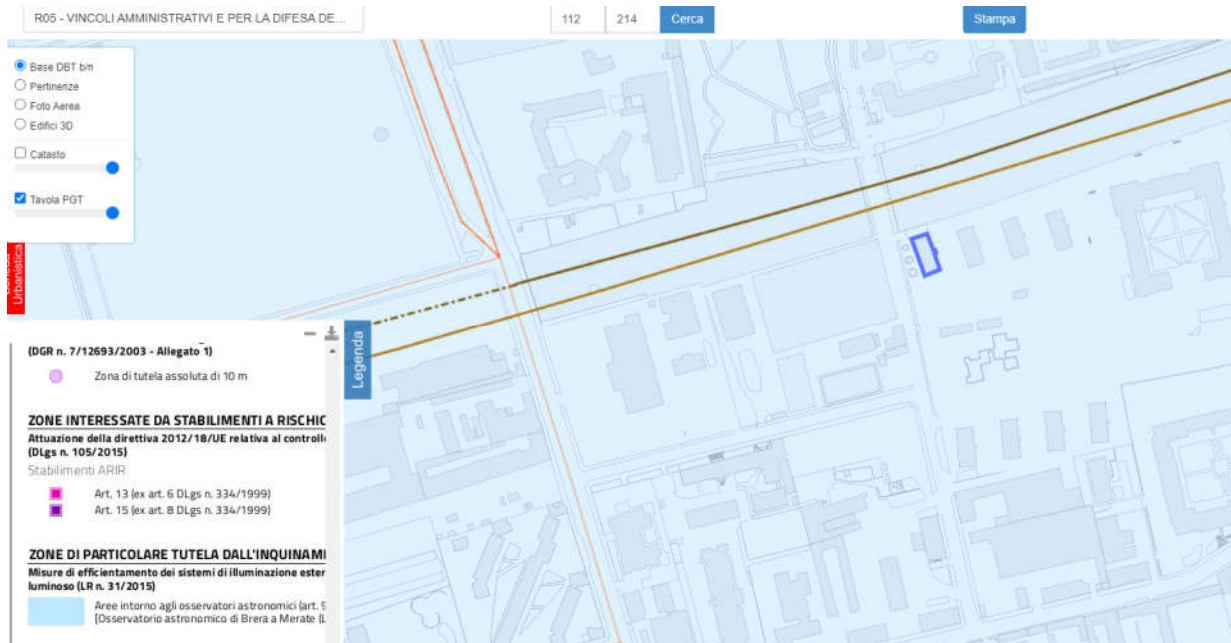 R05 - VINCOLI AMMINISTRATIVI E PER LA DIFESA DE...
112 214 Cerca
Stampa
Base DBT b/n
Pertinenze
Foto Aerea
Edifici 3D
Catasto
Tavola PGT
Urbanistica
Legenda
(DGR n. 7/12693/2003 - Allegato 1)
Zona di tutela assoluta di 10 m
ZONE INTERESSATE DA STABILIMENTI A RISCHIO
Attuazione della direttiva 2012/18/UE relativa al controll
(DLgs n. 105/2015)
Stabilimenti ARIR
Art. 13 (ex art. 6 DLgs n. 334/1999)
Art. 15 (ex art. 8 DLgs n. 334/1999)
ZONE DI PARTICOLARE TUTELA DALL'INQUINAM
Misure di efficientamento dei sistemi di illuminazione ester
luminoso (LR n. 31/2015)
Aree intorno agli osservatori astronomici (art. 9
[Osservatorio astronomico di Brera a Merate (L